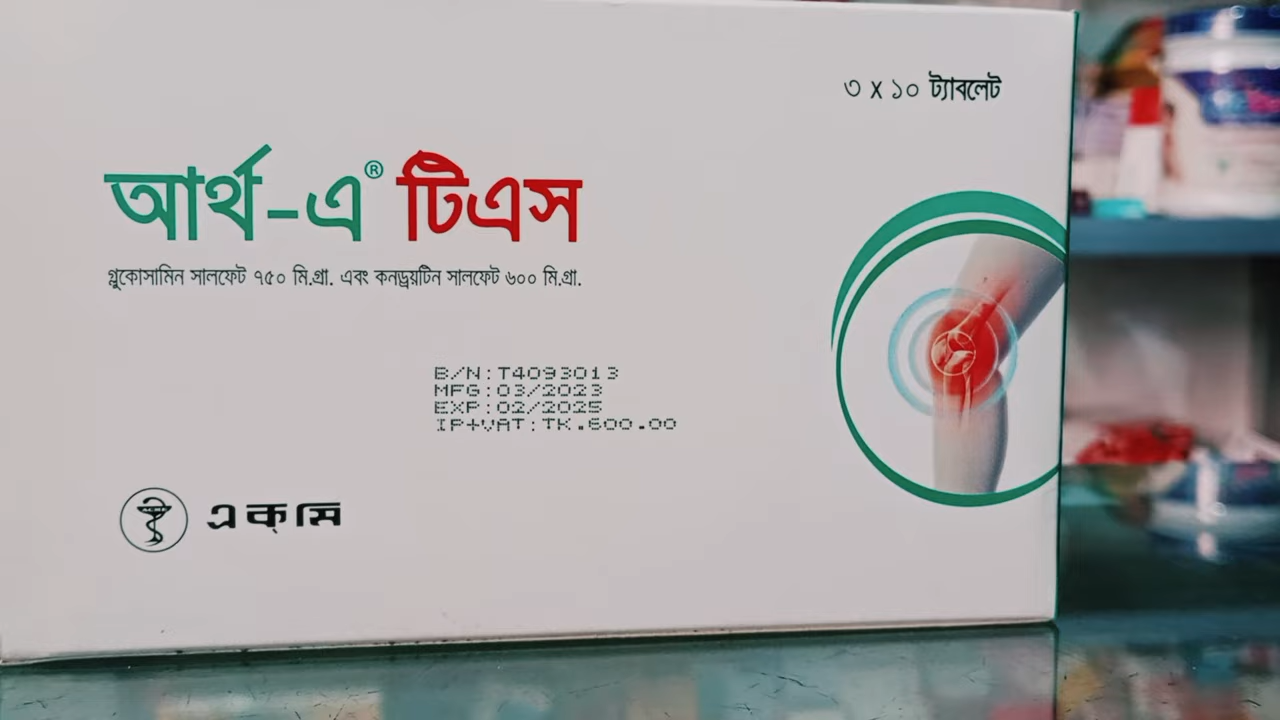 ৩ X ১০ ট্যাবলেট
আর্থ-এ® টিএস
গ্লুকোসামিন সালফেট ৭৫০ মি.গ্রা. এবং কনড্রয়টিন সালফেট ৬০০ মি.গ্রা.
B/N:T4093013
MFG:03/2023
EXP:02/2025
IP+VAT:TK.600.00
একমি